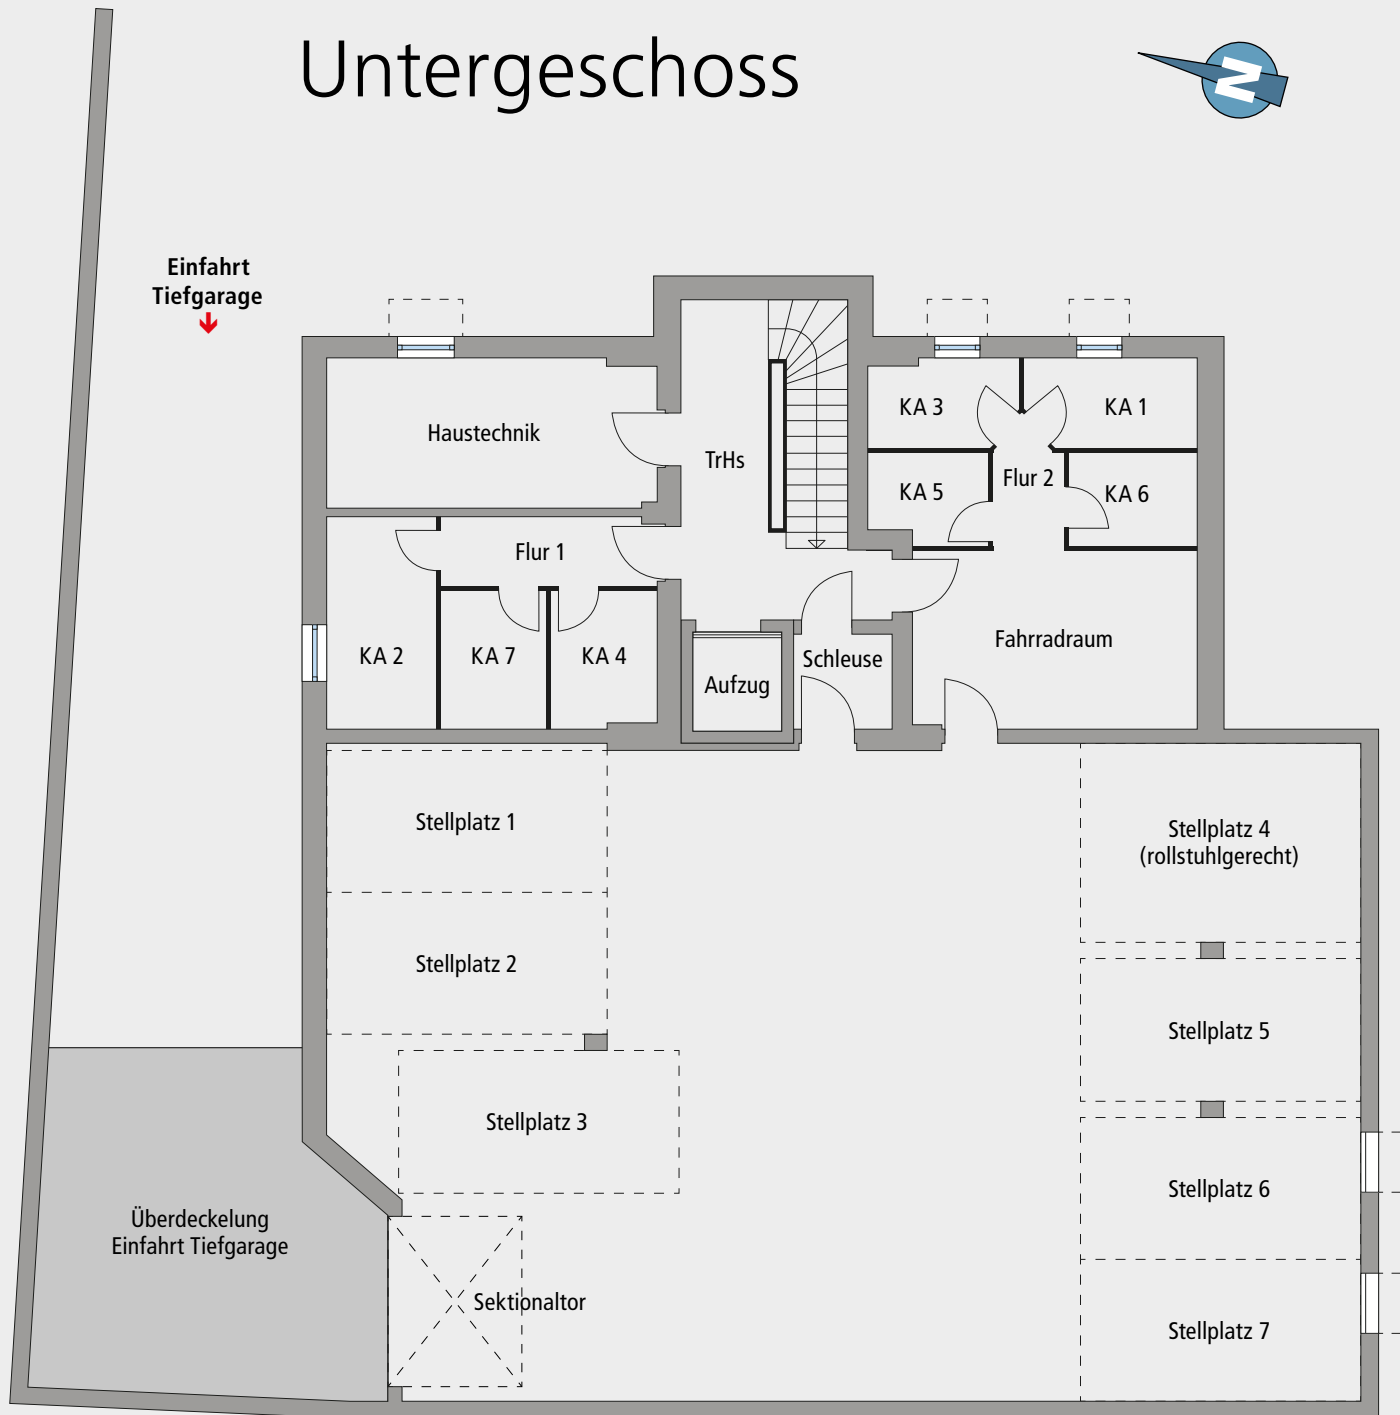 Untergeschoss
N
Einfahrt
Tiefgarage
KA 3
KA 1
Haustechnik
TrHs
Flur 2
KA 5
KA 6
Flur 1
Fahrradraum
KA 2
KA 7
KA 4
Schleuse
Aufzug
Stellplatz 1
Stellplatz 4
(rollstuhlgerecht)
Stellplatz 2
Stellplatz 5
Stellplatz 3
Stellplatz 6
Überdeckelung
Einfahrt Tiefgarage
Sektionaltor
Stellplatz 7